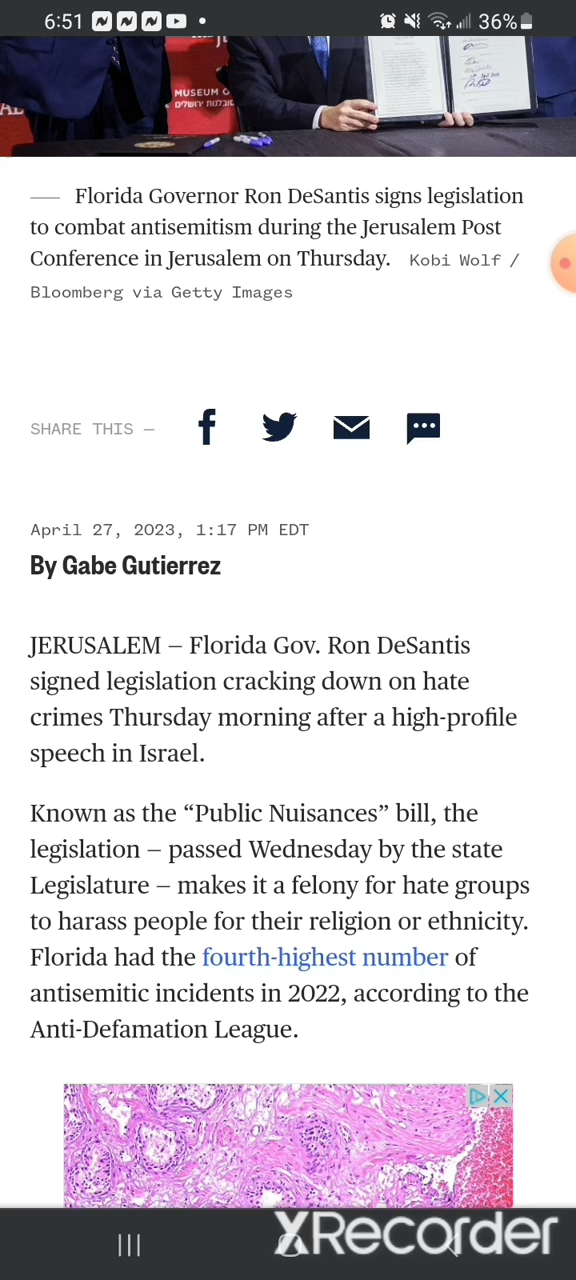 6:51
36%
MUSEUM O
סובלנות ירושלים
Florida Governor Ron DeSantis signs legislation
to combat antisemitism during the Jerusalem Post
Conference in Jerusalem on Thursday. Kobi Wolf /
Bloomberg via Getty Images
SHARE THIS —
April 27, 2023, 1:17 PM EDT
By Gabe Gutierrez
JERUSALEM — Florida Gov. Ron DeSantis
signed legislation cracking down on hate
crimes Thursday morning after a high-profile
speech in Israel.
Known as the “Public Nuisances” bill, the
legislation — passed Wednesday by the state
Legislature — makes it a felony for hate groups
to harass people for their religion or ethnicity.
Florida had the fourth-highest number of
antisemitic incidents in 2022, according to the
Anti-Defamation League.
XRecorder